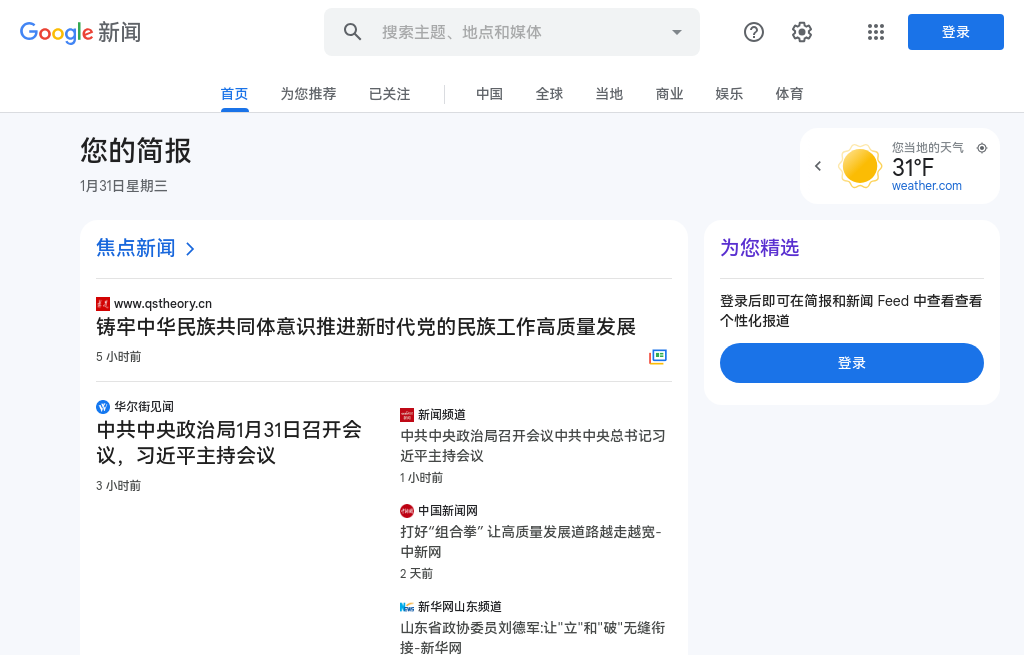 Google 新闻
搜索主题、地点和媒体
登录
首页 为您推荐 已关注 中国 全球 当地 商业 娱乐 体育
您的简报
1月31日星期三
您当地的天气
31°F
weather.com
焦点新闻
www.qstheory.cn
铸牢中华民族共同体意识推进新时代党的民族工作高质量发展
5 小时前
华尔街见闻
中共中央政治局1月31日召开会
议，习近平主持会议
3 小时前
新闻频道
中共中央政治局召开会议中共中央总书记习
近平主持会议
1 小时前
中国新闻网
打好“组合拳” 让高质量发展道路越走越宽-
中新网
2 天前
新华网山东频道
山东省政协委员刘德军:让"立"和"破"无缝衔
接-新华网
为您精选
登录后即可在简报和新闻 Feed 中查看查看
个性化报道
登录